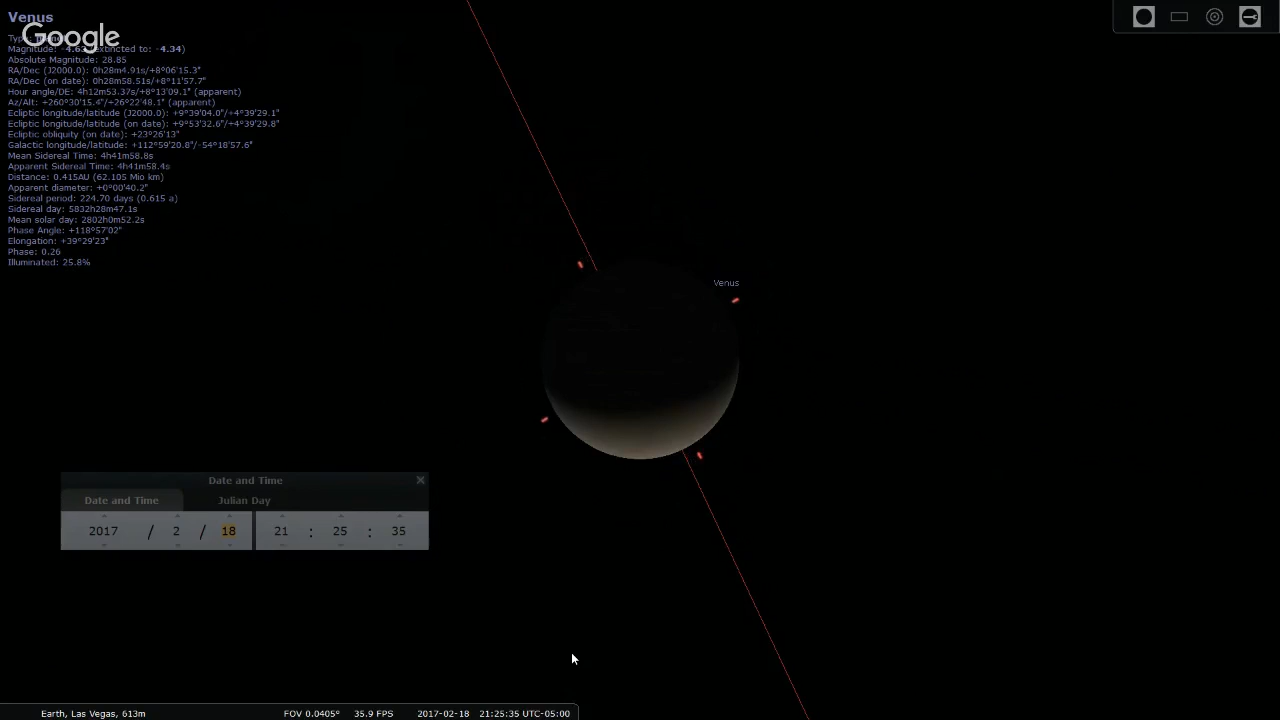 Venus
Google
Type: planet
Magnitude: -4.63 (extincted to: -4.34)
Absolute Magnitude: 28.85
RA/Dec (J2000.0): 0h28m4.91s/+8°06'15.3"
RA/Dec (on date): 0h28m58.51s/+8°11'57.7"
Hour angle/DE: 4h12m53.37s/+8°13'09.1" (apparent)
Az/Alt: +260°30'15.4"/+26°22'48.1" (apparent)
Ecliptic longitude/latitude (J2000.0): +9°39'04.0"/+4°39'29.1"
Ecliptic longitude/latitude (on date): +9°53'32.6"/+4°39'29.8"
Ecliptic obliquity (on date): +23°26'13"
Galactic longitude/latitude: +112°59'20.8"/-54°18'57.6"
Mean Sidereal Time: 4h41m58.8s
Apparent Sidereal Time: 4h41m58.4s
Distance: 0.415AU (62.105 Mio km)
Apparent diameter: +0°00'40.2"
Sidereal period: 224.70 days (0.615 a)
Sidereal day: 5832h28m47.1s
Mean solar day: 2802h0m52.2s
Phase Angle: +118°57'02"
Elongation: +39°29'23"
Phase: 0.26
Illuminated: 25.8%
Venus
Date and Time
Date and Time Julian Day
2017 / 2 / 18 21 : 25 : 35
Earth, Las Vegas, 613m FOV 0.0405° 35.9 FPS 2017-02-18 21:25:35 UTC-05:00